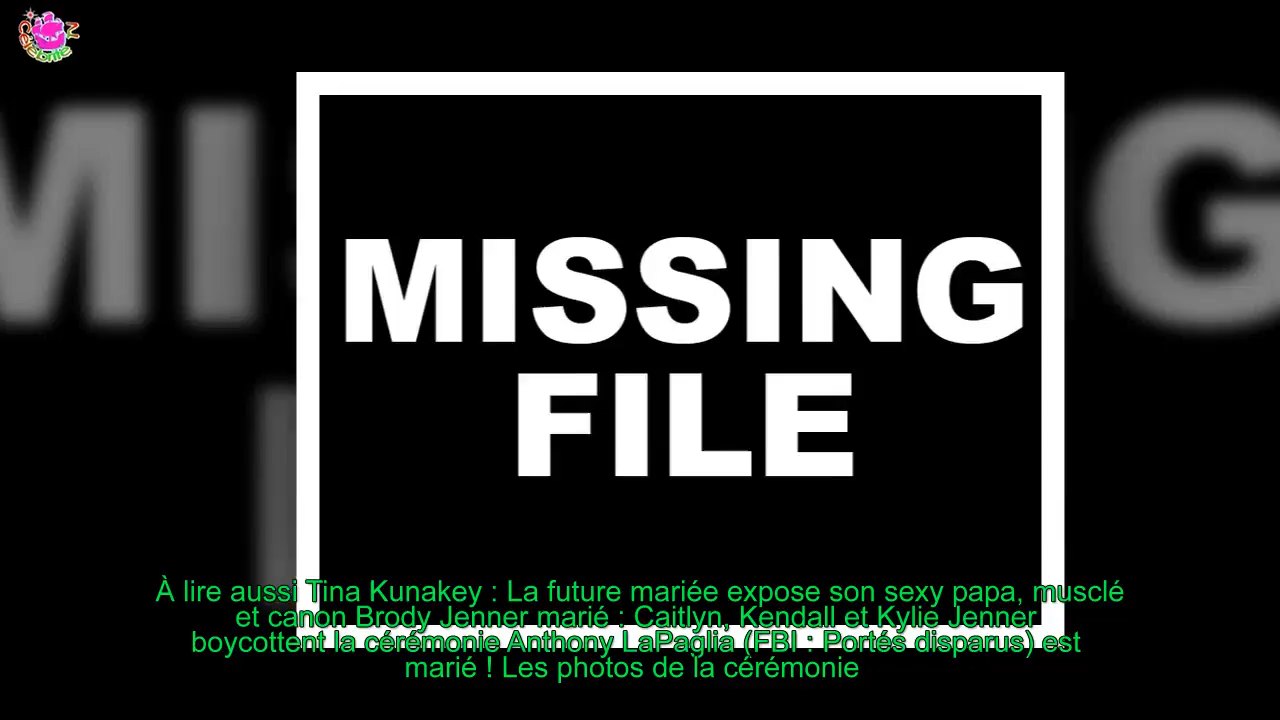 Célébrité Z
MISSING
FILE
À lire aussi Tina Kunakey : La future mariée expose son sexy papa, musclé
et canon Brody Jenner marié : Caitlyn, Kendall et Kylie Jenner
boycottent la cérémonie Anthony LaPaglia (FBI : Portés disparus) est
marié ! Les photos de la cérémonie